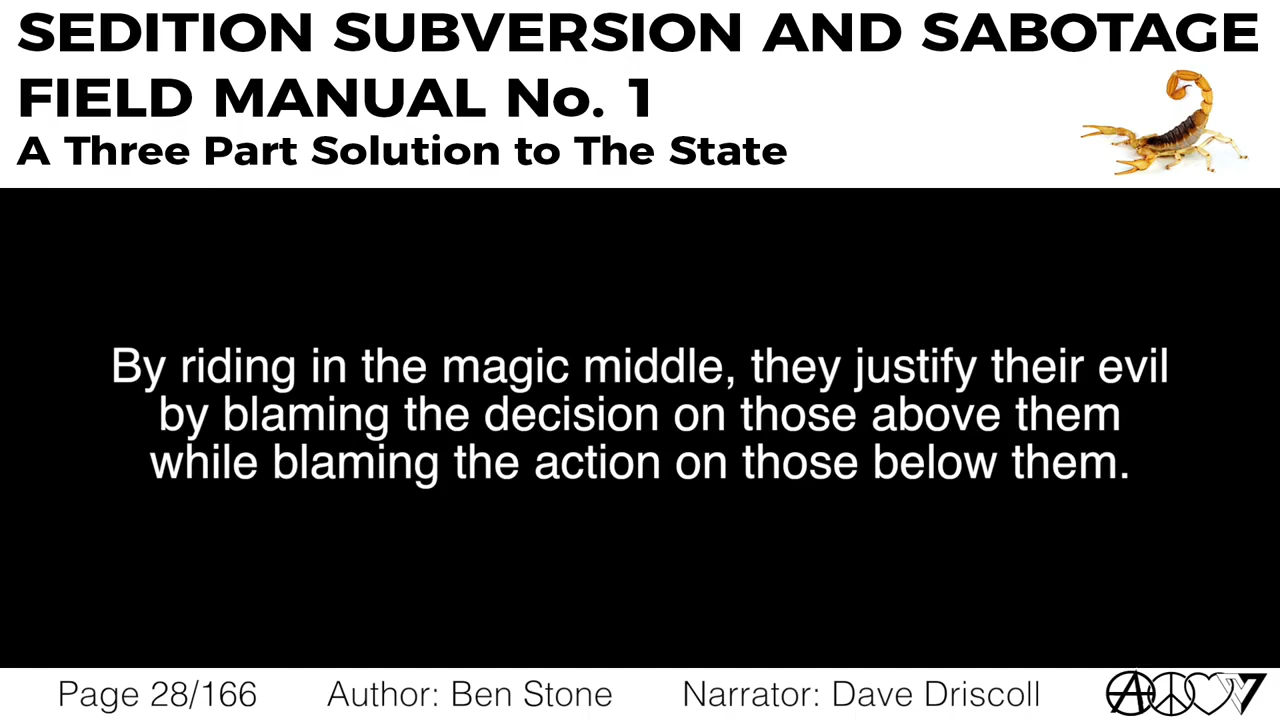 SEDITION SUBVERSION AND SABOTAGE
FIELD MANUAL No. 1
A Three Part Solution to The State
By riding in the magic middle, they justify their evil
by blaming the decision on those above them
while blaming the action on those below them.
Page 28/166 Author: Ben Stone Narrator: Dave Driscoll